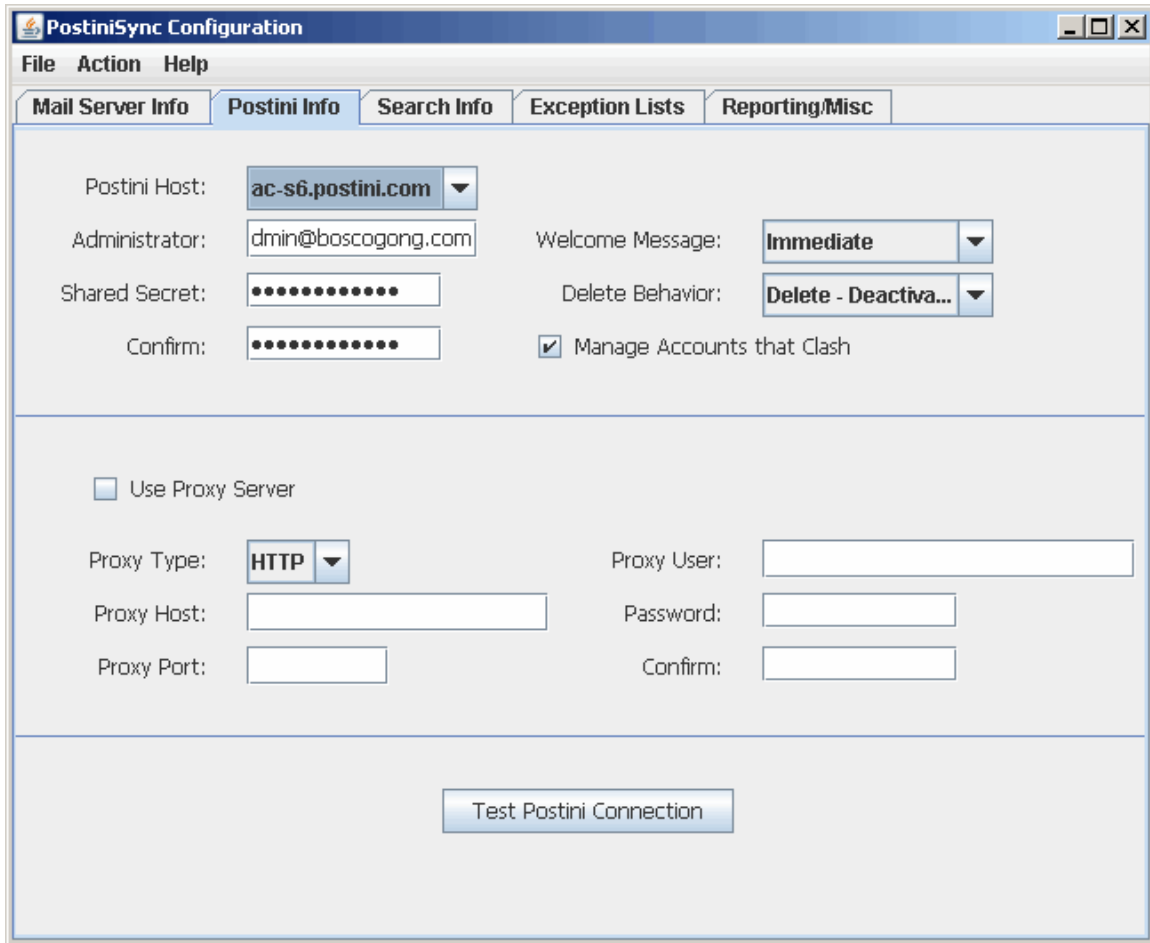 PostiniSync Configuration
File Action Help
Mail Server Info Postini Info Search Info Exception Lists Reporting/Misc
Postini Host: ac-s6.postini.com
Administrator: dmin@boscogong.com Welcome Message: Immediate
Shared Secret: •••••••••••• Delete Behavior: Delete - Deactiva...
Confirm: •••••••••••• Manage Accounts that Clash
Use Proxy Server
Proxy Type: HTTP Proxy User:
Proxy Host: Password:
Proxy Port: Confirm:
Test Postini Connection